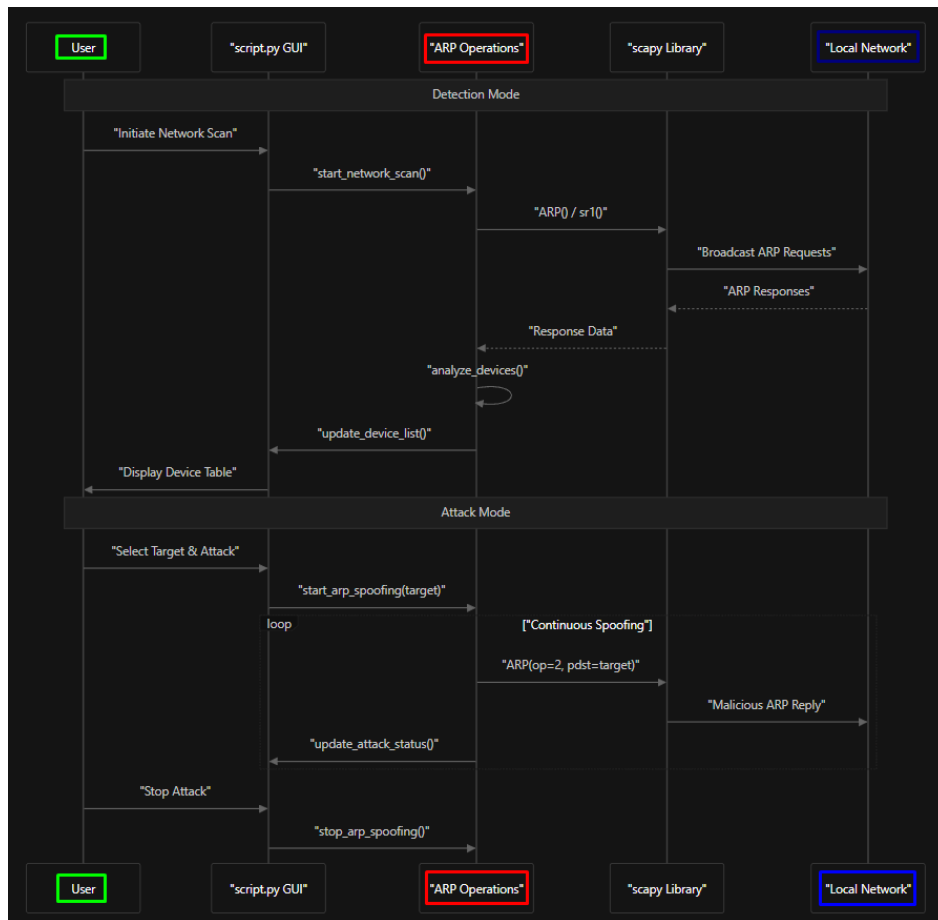 User "script.py GUI" "ARP Operations" "scapy Library" "Local Network"
Detection Mode
"Initiate Network Scan"
"start_network_scan()"
"ARP() / sr1()"
"Broadcast ARP Requests"
"ARP Responses"
"Response Data"
"analyze_devices()"
"update_device_list()"
"Display Device Table"
Attack Mode
"Select Target & Attack"
"start_arp_spoofing(target)"
loop ["Continuous Spoofing"]
"ARP(op=2, pdst=target)"
"Malicious ARP Reply"
"update_attack_status()"
"Stop Attack"
"stop_arp_spoofing()"
User "script.py GUI" "ARP Operations" "scapy Library" "Local Network"